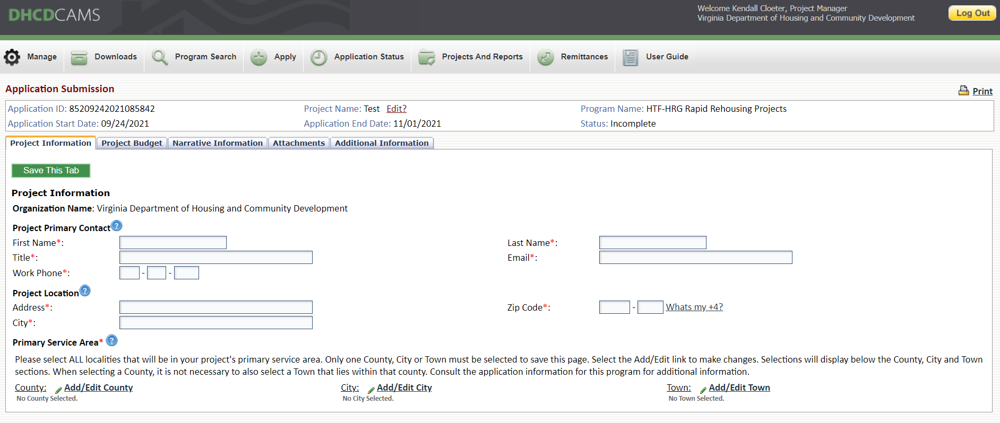 DHCDCAMS
Welcome Kendall Cloeter, Project Manager
Virginia Department of Housing and Community Development
Log Out
Manage
Downloads
Program Search
Apply
Application Status
Projects And Reports
Remittances
User Guide
Application Submission
Print
Application ID: 85209242021085842
Project Name: Test Edit?
Program Name: HTF-HRG Rapid Rehousing Projects
Application Start Date: 09/24/2021
Application End Date: 11/01/2021
Status: Incomplete
Project Information
Project Budget
Narrative Information
Attachments
Additional Information
Save This Tab
Project Information
Organization Name: Virginia Department of Housing and Community Development
Project Primary Contact ?
First Name*:
Last Name*:
Title*:
Email*:
Work Phone*: - -
Project Location ?
Address*:
Zip Code*: - Whats my +4?
City*:
Primary Service Area* ?
Please select ALL localities that will be in your project's primary service area. Only one County, City or Town must be selected to save this page. Select the Add/Edit link to make changes. Selections will display below the County, City and Town
sections. When selecting a County, it is not necessary to also select a Town that lies within that county. Consult the application information for this program for additional information.
County: Add/Edit County
City: Add/Edit City
Town: Add/Edit Town
No County Selected.
No City Selected.
No Town Selected.